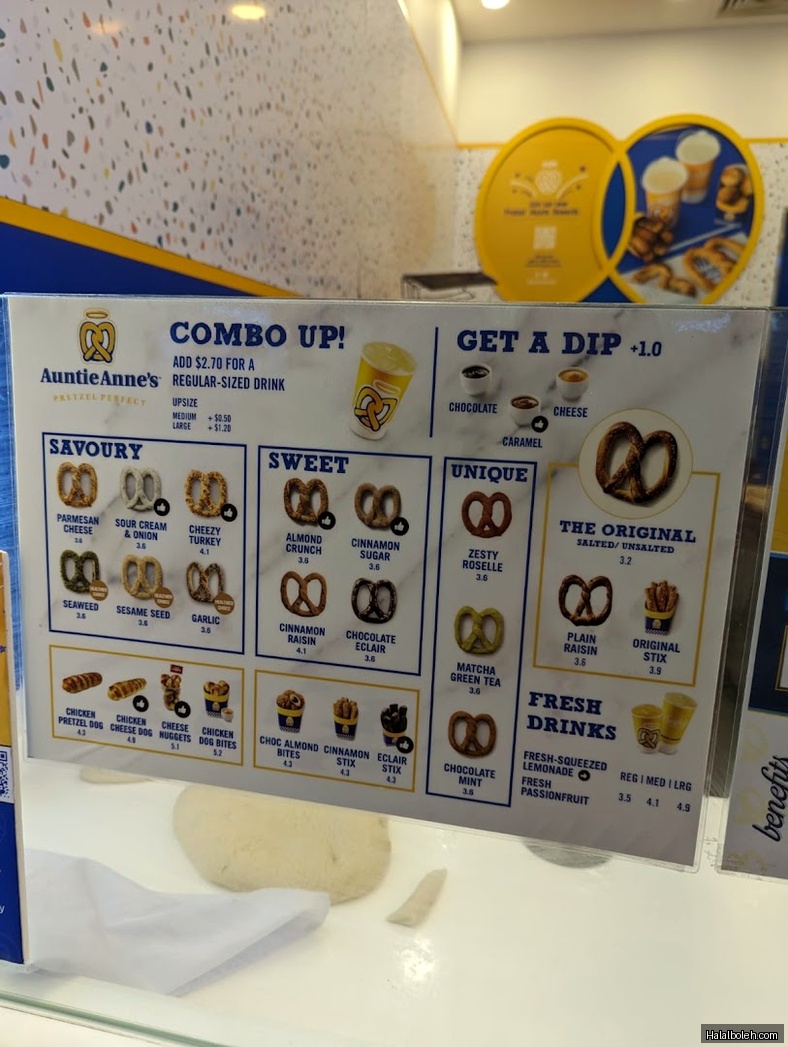 AuntieAnne's
PRETZEL PERFECT
COMBO UP!
ADD $2.70 FOR A
REGULAR-SIZED DRINK
UPSIZE
MEDIUM + $0.50
LARGE + $1.20
GET A DIP +1.0
CHOCOLATE
CARAMEL
CHEESE
SAVOURY
PARMESAN
CHEESE
3.6
SOUR CREAM
& ONION
3.6
CHEEZY
TURKEY
4.1
SEAWEED
3.6
SESAME SEED
3.6
GARLIC
3.6
SWEET
ALMOND
CRUNCH
3.6
CINNAMON
SUGAR
3.6
CINNAMON
RAISIN
4.1
CHOCOLATE
ECLAIR
3.6
UNIQUE
ZESTY
ROSELLE
3.6
MATCHA
GREEN TEA
3.6
CHOCOLATE
MINT
3.6
THE ORIGINAL
SALTED/ UNSALTED
3.2
PLAIN
RAISIN
3.6
ORIGINAL
STIX
3.9
CHICKEN
PRETZEL DOG
4.3
CHICKEN
CHEESE DOG
4.8
CHEESE
NUGGETS
5.1
CHICKEN
DOG BITES
5.2
CHOC ALMOND
BITES
4.3
CINNAMON
STIX
4.3
ECLAIR
STIX
4.3
FRESH
DRINKS
FRESH-SQUEEZED
LEMONADE
FRESH
PASSIONFRUIT
REG | MED | LRG
3.5 4.1 4.9
benefits
Halalboleh.com